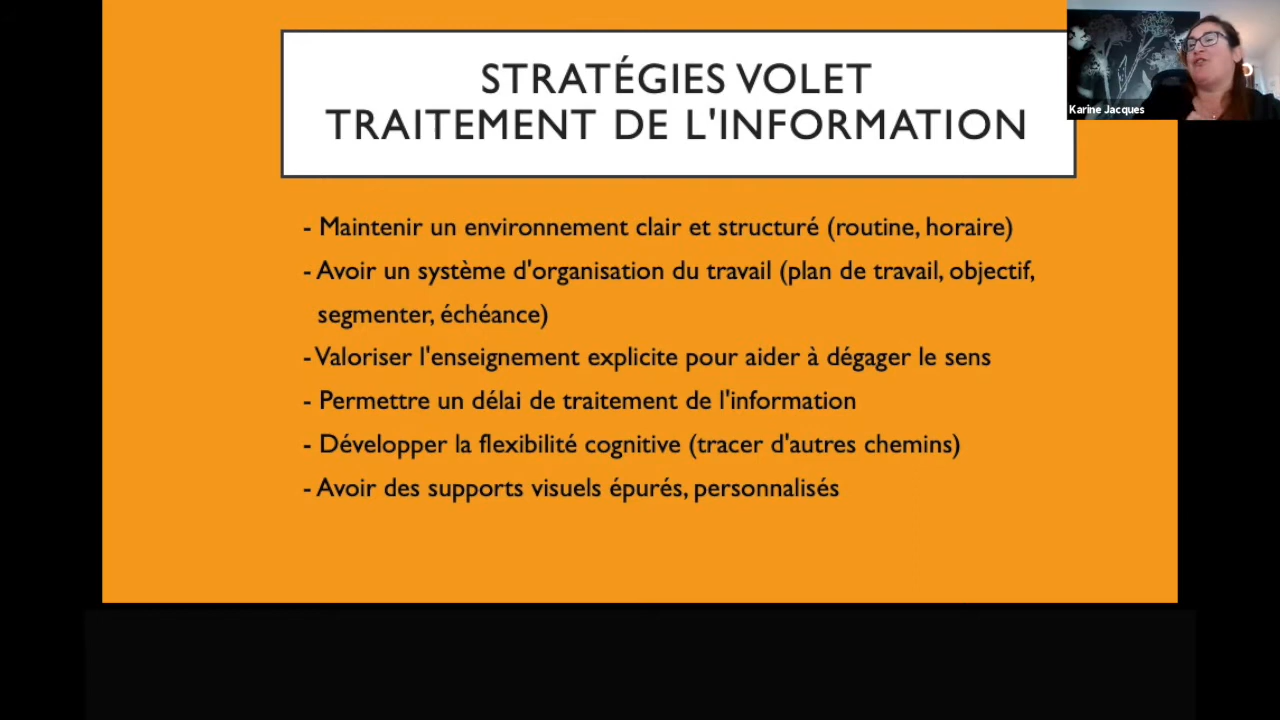 STRATÉGIES VOLET
TRAITEMENT DE L'INFORMATION
Karine Jacques
- Maintenir un environnement clair et structuré (routine, horaire)
- Avoir un système d'organisation du travail (plan de travail, objectif,
segmenter, échéance)
- Valoriser l'enseignement explicite pour aider à dégager le sens
- Permettre un délai de traitement de l'information
- Développer la flexibilité cognitive (tracer d'autres chemins)
- Avoir des supports visuels épurés, personnalisés